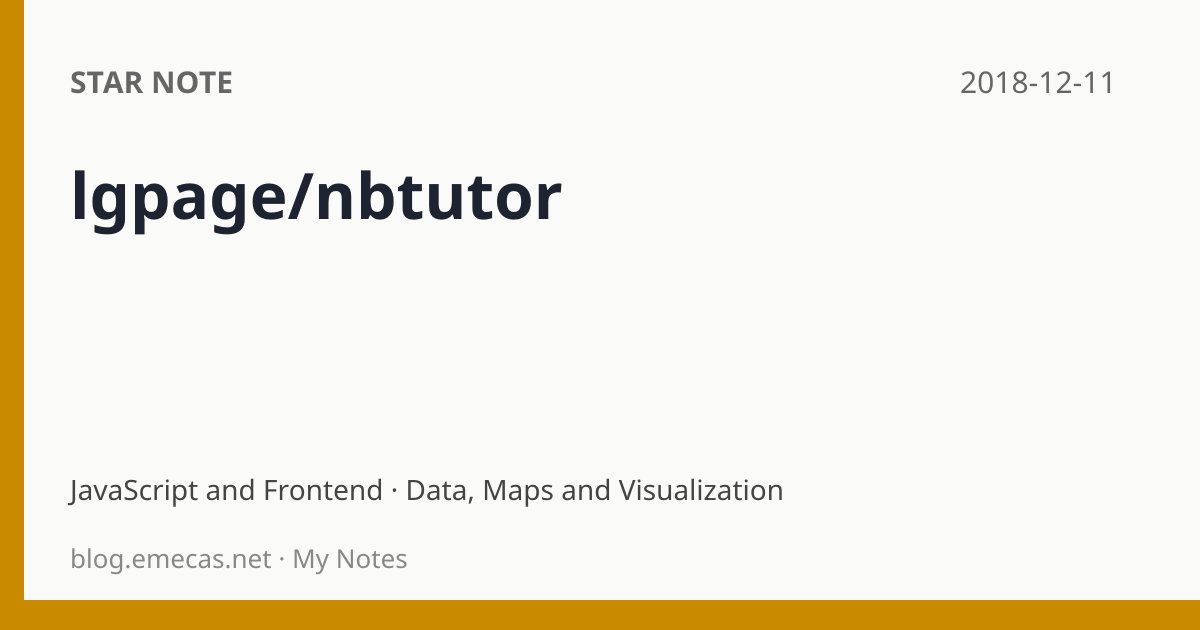 STAR NOTE
2018-12-11
lgpage/nbtutor
JavaScript and Frontend · Data, Maps and Visualization
blog.emecas.net · My Notes